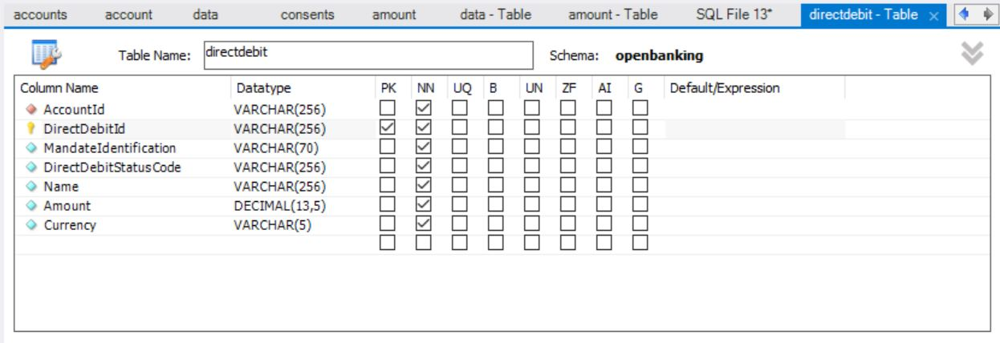 accounts account data consents amount data - Table amount - Table SQL File 13* directdebit - Table ×
Table Name: directdebit Schema: openbanking
Column Name Datatype PK NN UQ B UN ZF AI G Default/Expression
AccountId VARCHAR(256)
DirectDebitId VARCHAR(256)
MandateIdentification VARCHAR(70)
DirectDebitStatusCode VARCHAR(256)
Name VARCHAR(256)
Amount DECIMAL(13,5)
Currency VARCHAR(5)